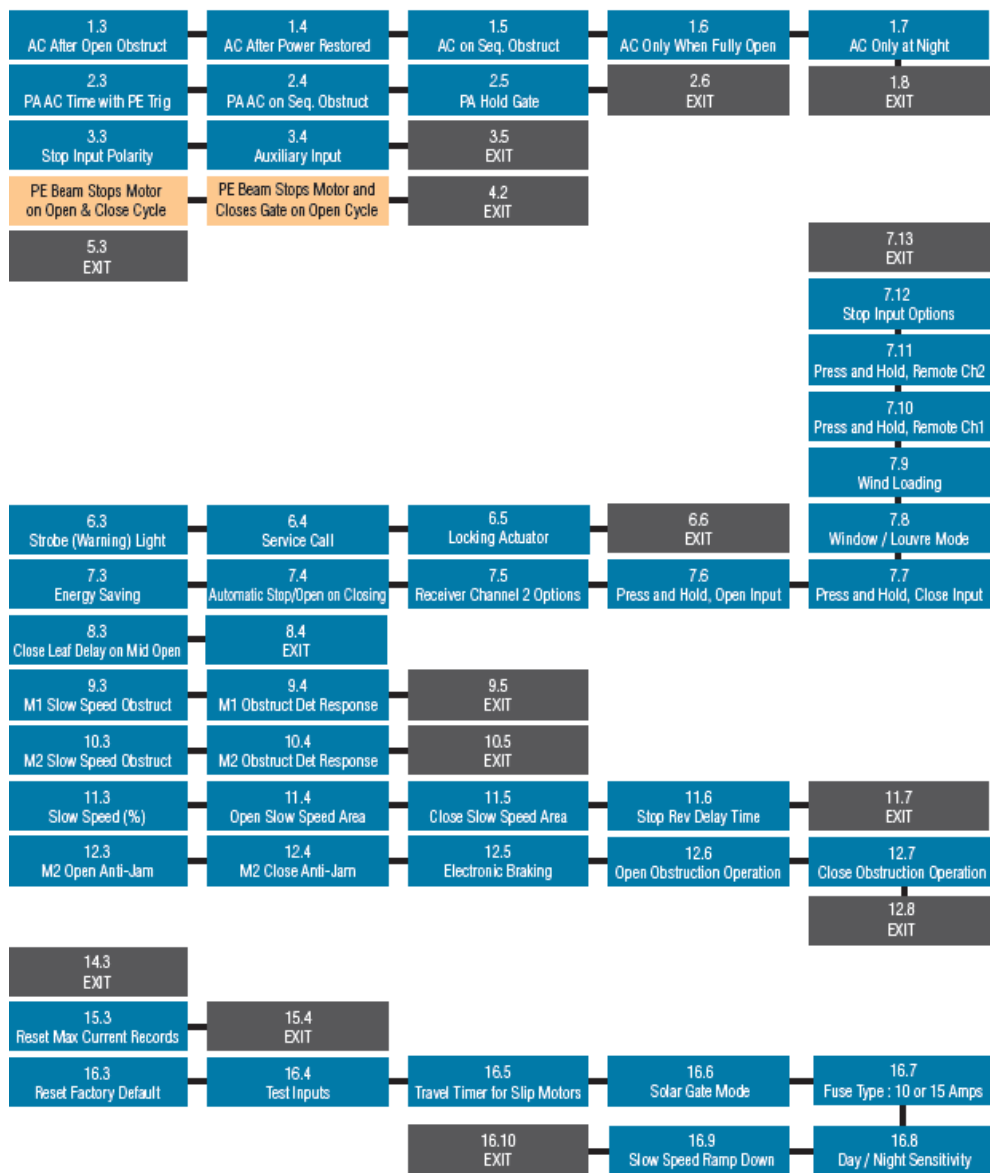 1.3
AC After Open Obstruct
1.4
AC After Power Restored
1.5
AC on Seq. Obstruct
1.6
AC Only When Fully Open
1.7
AC Only at Night
2.3
PA AC Time with PE Trig
2.4
PA AC on Seq. Obstruct
2.5
PA Hold Gate
2.6
EXIT
1.8
EXIT
3.3
Stop Input Polarity
3.4
Auxiliary Input
3.5
EXIT
PE Beam Stops Motor
on Open & Close Cycle
PE Beam Stops Motor and
Closes Gate on Open Cycle
4.2
EXIT
5.3
EXIT
7.13
EXIT
7.12
Stop Input Options
7.11
Press and Hold, Remote Ch2
7.10
Press and Hold, Remote Ch1
7.9
Wind Loading
6.3
Strobe (Warning) Light
6.4
Service Call
6.5
Locking Actuator
6.6
EXIT
7.8
Window / Louvre Mode
7.3
Energy Saving
7.4
Automatic Stop/Open on Closing
7.5
Receiver Channel 2 Options
7.6
Press and Hold, Open Input
7.7
Press and Hold, Close Input
8.3
Close Leaf Delay on Mid Open
8.4
EXIT
9.3
M1 Slow Speed Obstruct
9.4
M1 Obstruct Det Response
9.5
EXIT
10.3
M2 Slow Speed Obstruct
10.4
M2 Obstruct Det Response
10.5
EXIT
11.3
Slow Speed (%)
11.4
Open Slow Speed Area
11.5
Close Slow Speed Area
11.6
Stop Rev Delay Time
11.7
EXIT
12.3
M2 Open Anti-Jam
12.4
M2 Close Anti-Jam
12.5
Electronic Braking
12.6
Open Obstruction Operation
12.7
Close Obstruction Operation
12.8
EXIT
14.3
EXIT
15.3
Reset Max Current Records
15.4
EXIT
16.3
Reset Factory Default
16.4
Test Inputs
16.5
Travel Timer for Slip Motors
16.6
Solar Gate Mode
16.7
Fuse Type : 10 or 15 Amps
16.10
EXIT
16.9
Slow Speed Ramp Down
16.8
Day / Night Sensitivity